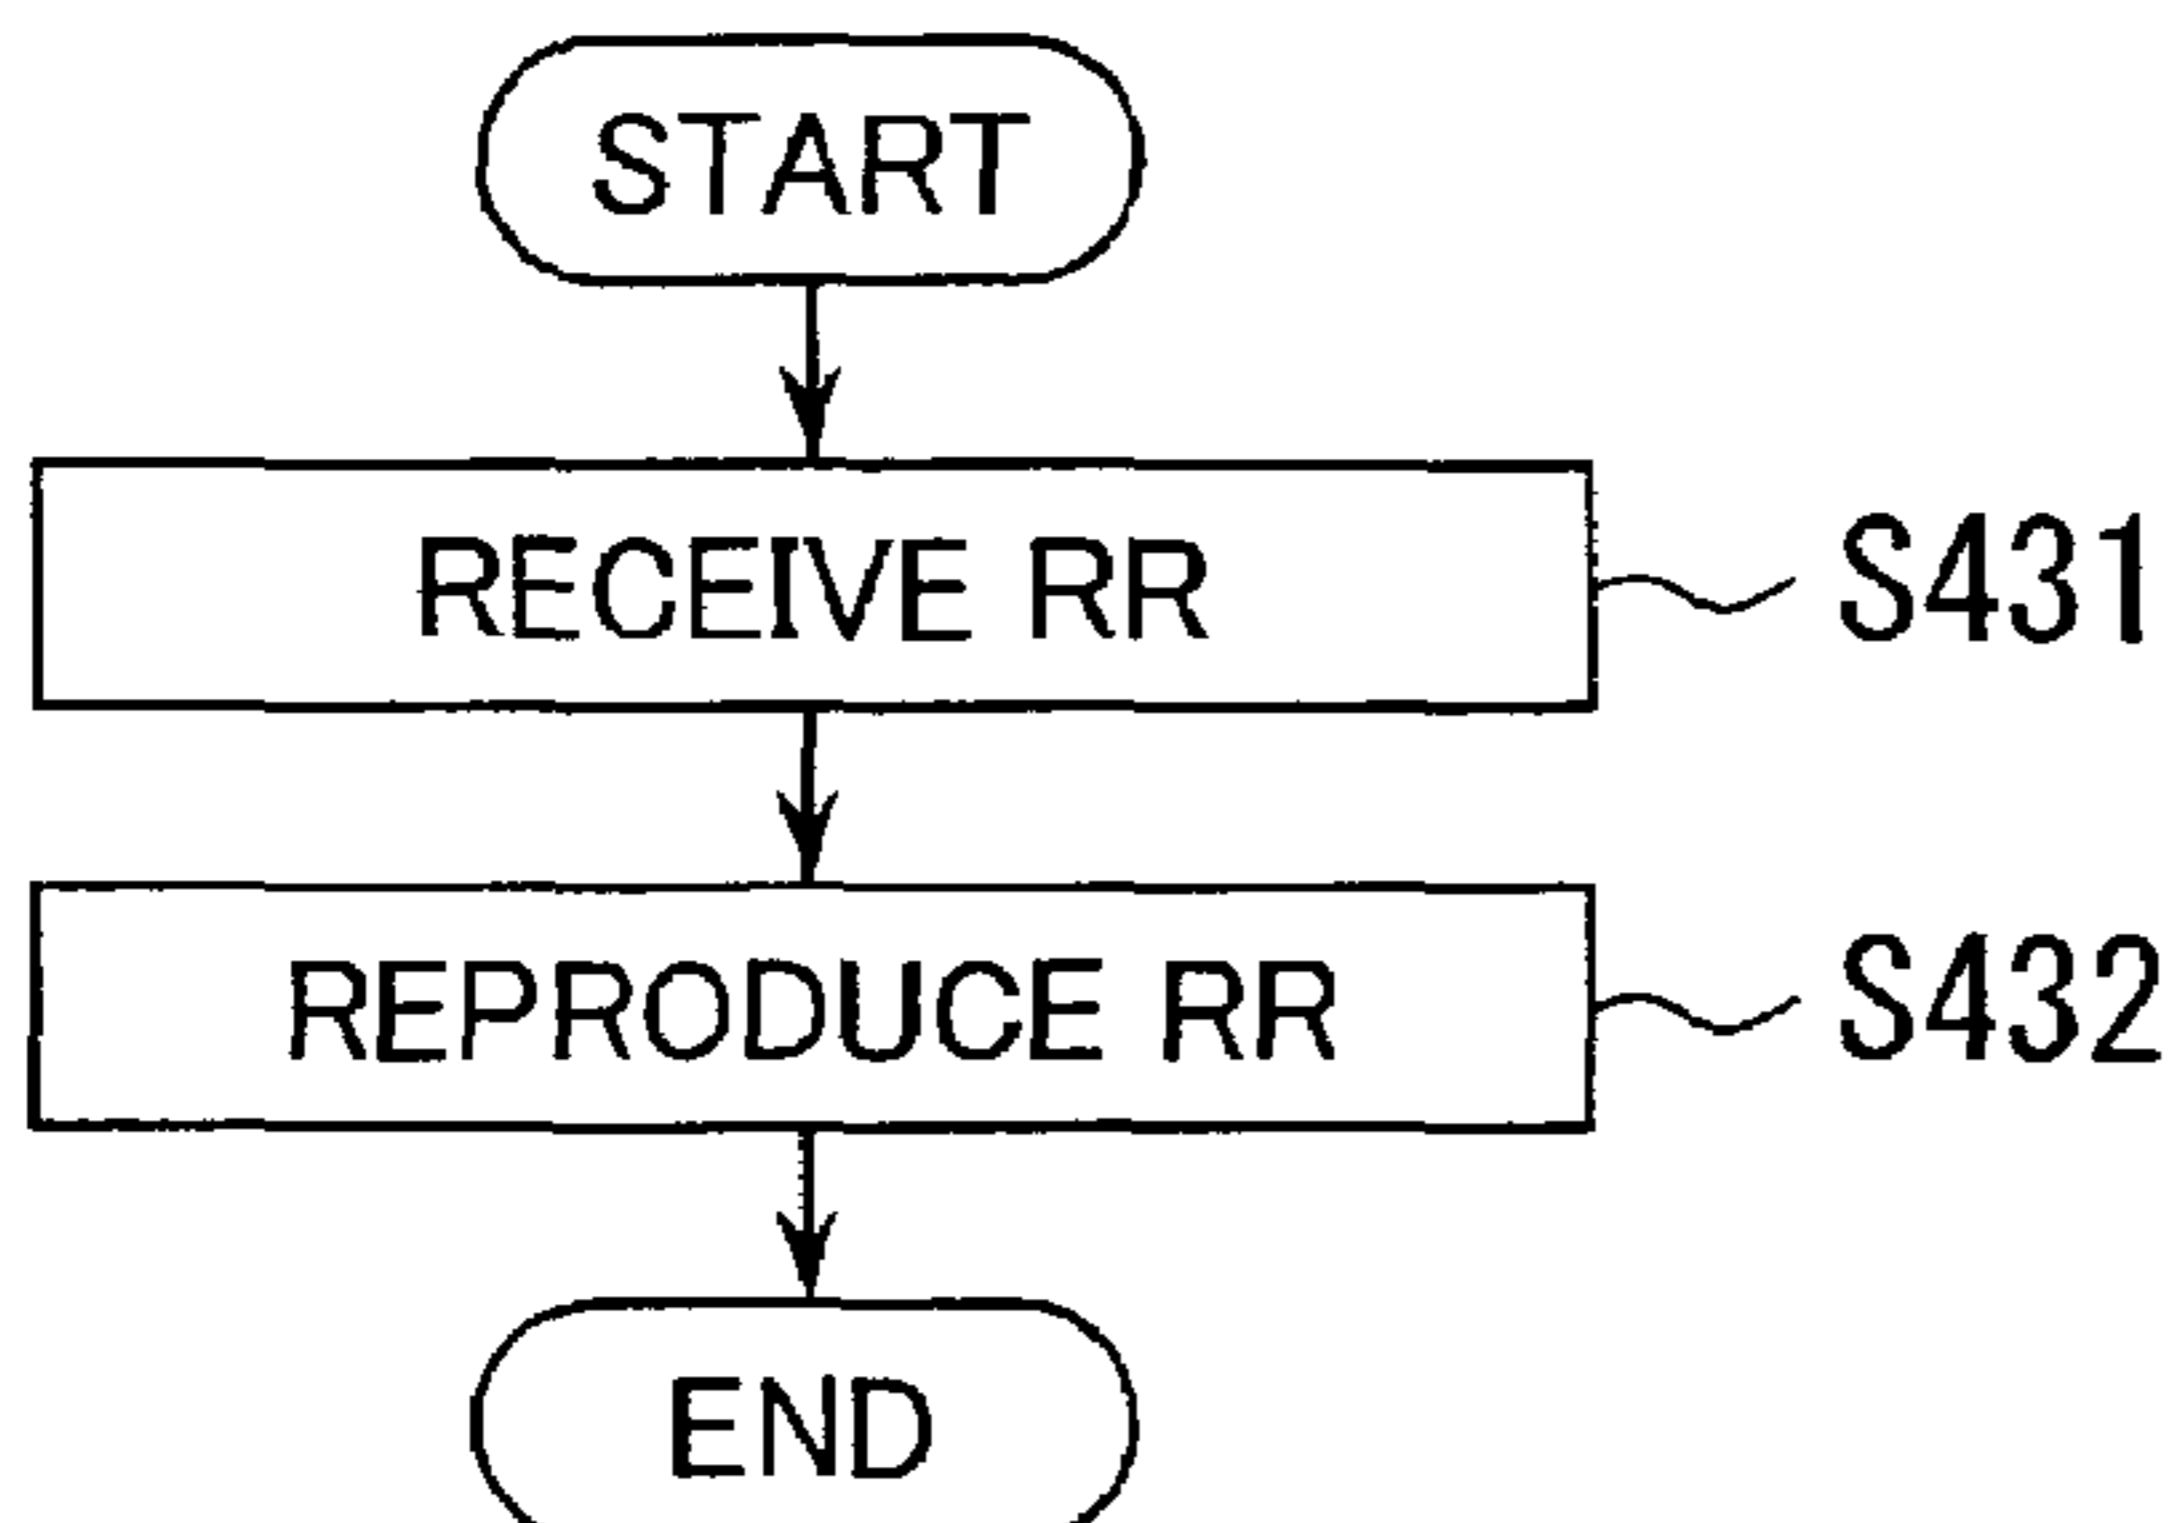 START
RECEIVE RR
S431
REPRODUCE RR
S432
END